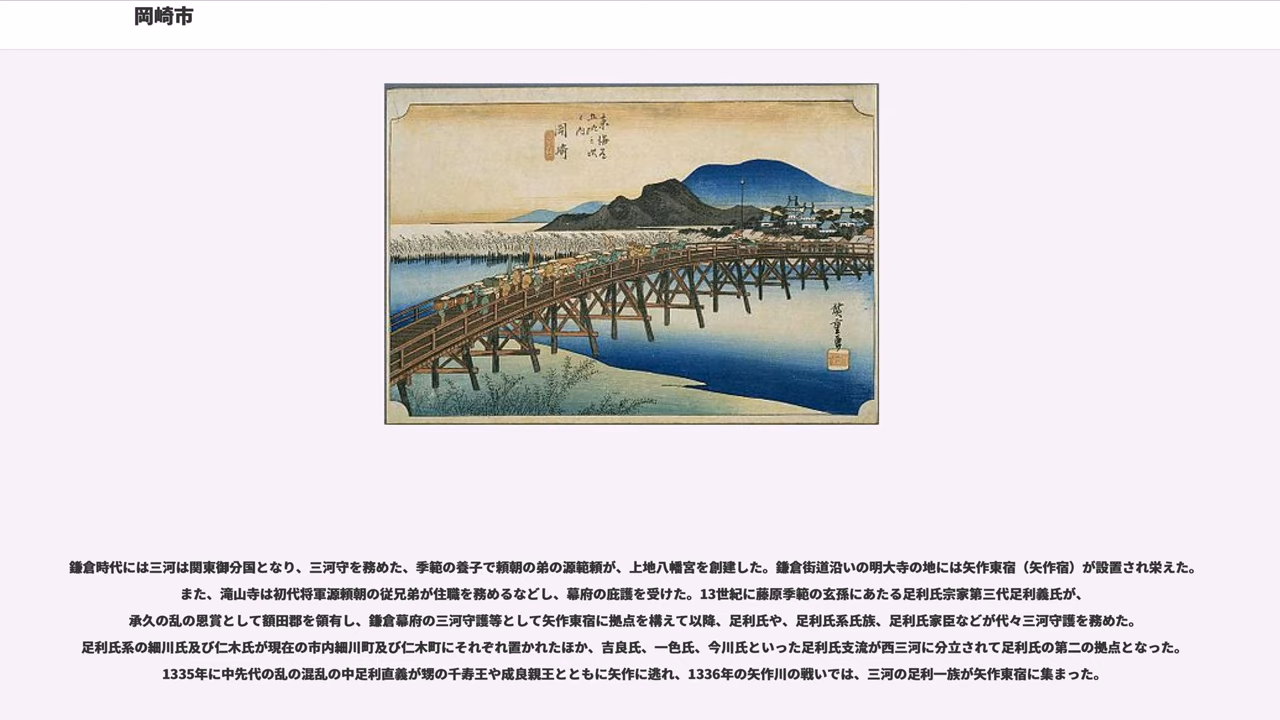 岡崎市
東海道
五拾三次
之内
岡崎
廣重画
鎌倉時代には三河は関東御分国となり、三河守を務めた、季範の養子で頼朝の弟の源範頼が、上地八幡宮を創建した。鎌倉街道沿いの明大寺の地には矢作東宿（矢作宿）が設置され栄えた。
また、滝山寺は初代将軍源頼朝の従兄弟が住職を務めるなどし、幕府の庇護を受けた。13世紀に藤原季範の玄孫にあたる足利氏宗家第三代足利義氏が、
承久の乱の恩賞として額田郡を領有し、鎌倉幕府の三河守護等として矢作東宿に拠点を構えて以降、足利氏や、足利氏系氏族、足利氏家臣などが代々三河守護を務めた。
足利氏系の細川氏及び仁木氏が現在の市内細川町及び仁木町にそれぞれ置かれたほか、吉良氏、一色氏、今川氏といった足利氏支流が西三河に分立されて足利氏の第二の拠点となった。
1335年に中先代の乱の混乱の中足利直義が甥の千寿王や成良親王とともに矢作に逃れ、1336年の矢作川の戦いでは、三河の足利一族が矢作東宿に集まった。